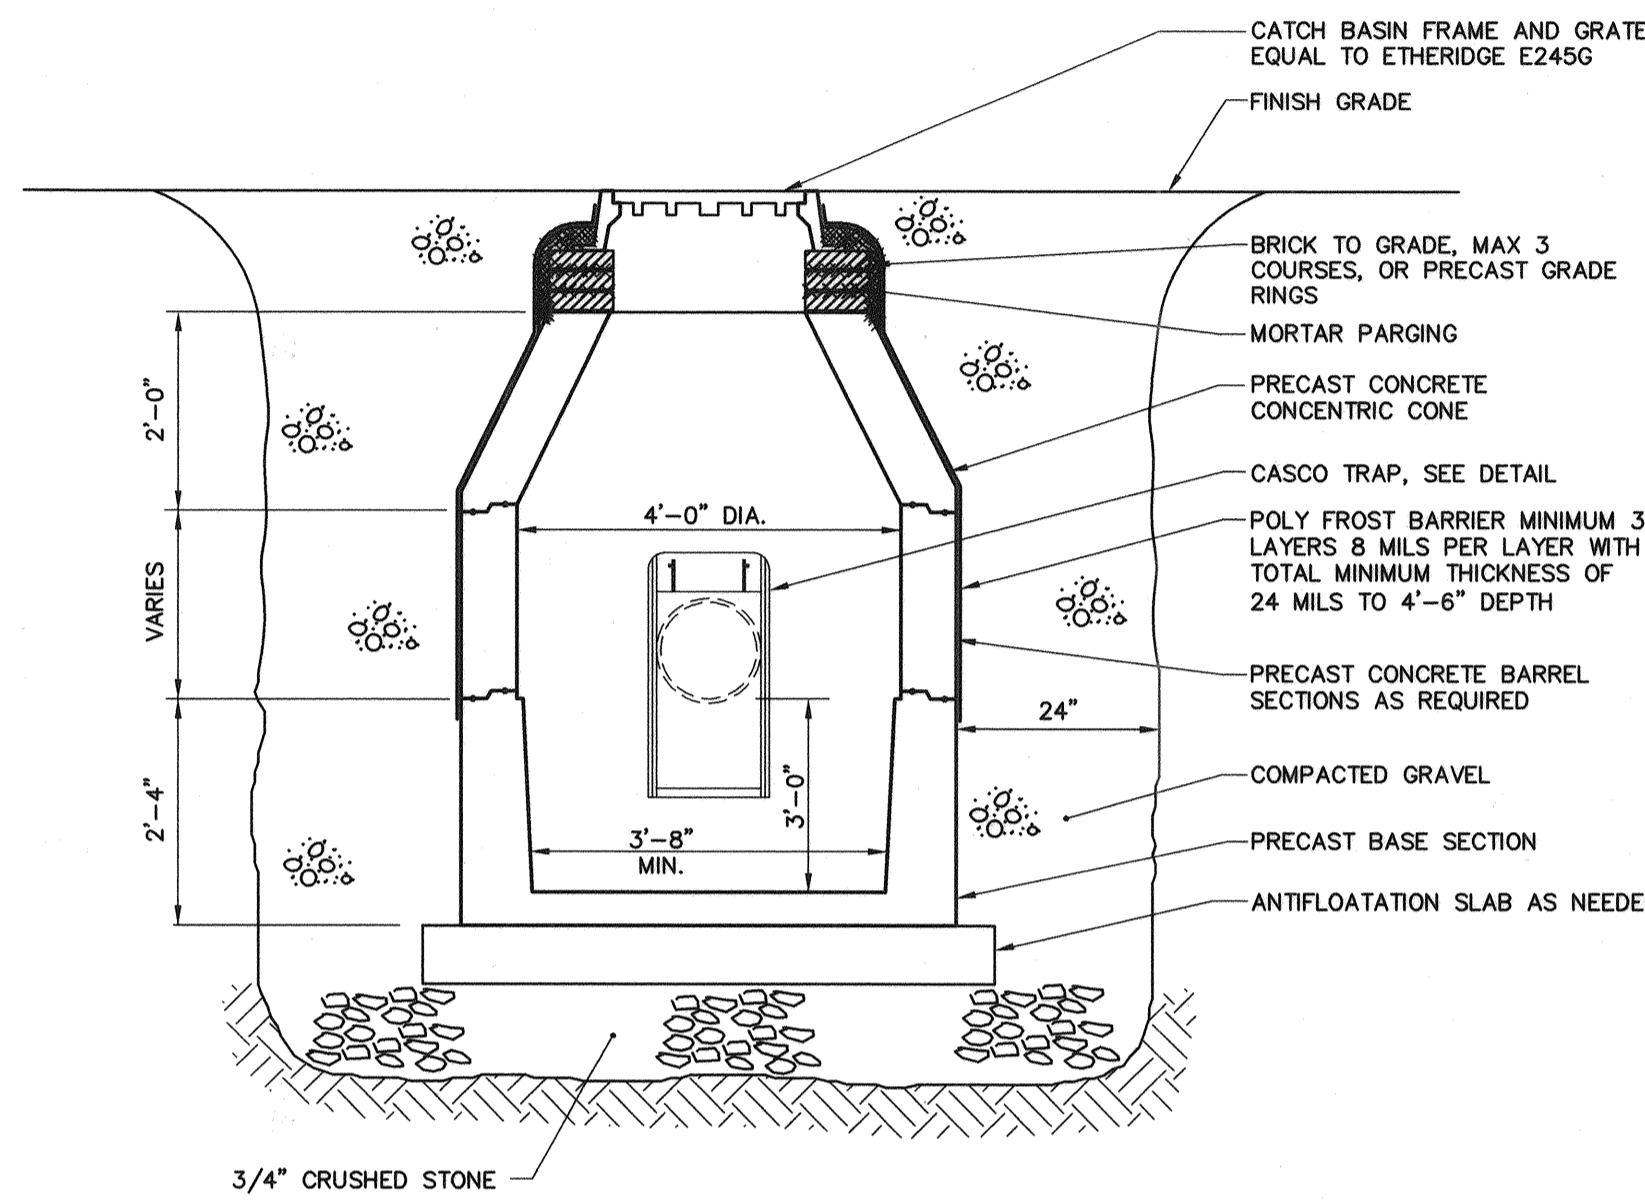 CATCH BASIN FRAME AND GRATE
EQUAL TO ETHERIDGE E245G
FINISH GRADE
BRICK TO GRADE, MAX 3
COURSES, OR PRECAST GRADE
RINGS
MORTAR PARGING
PRECAST CONCRETE
CONCENTRIC CONE
2'-0"
CASCO TRAP, SEE DETAIL
4'-0" DIA.
POLY FROST BARRIER MINIMUM 3
LAYERS 8 MILS PER LAYER WITH
TOTAL MINIMUM THICKNESS OF
24 MILS TO 4'-6" DEPTH
VARIES
PRECAST CONCRETE BARREL
SECTIONS AS REQUIRED
24"
COMPACTED GRAVEL
2'-4"
3'-0"
3'-8"
MIN.
PRECAST BASE SECTION
ANTIFLOATATION SLAB AS NEEDE
3/4" CRUSHED STONE